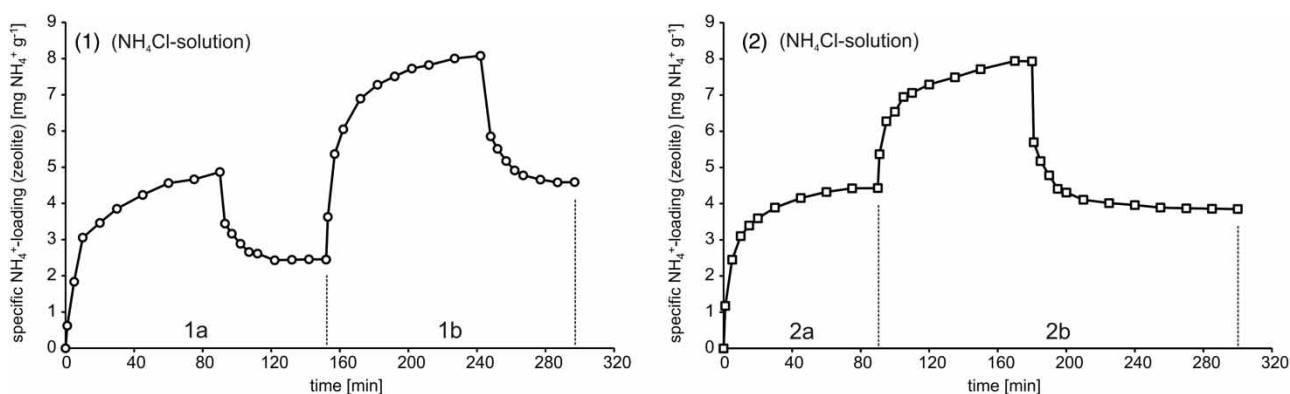 (1) (NH₄Cl-solution)
specific NH₄⁺-loading (zeolite) [mg NH₄⁺ g⁻¹]
9
8
7
6
5
4
3
2
1
0
1a
1b
0 40 80 120 160 200 240 280 320
time [min]
(2) (NH₄Cl-solution)
specific NH₄⁺-loading (zeolite) [mg NH₄⁺ g⁻¹]
9
8
7
6
5
4
3
2
1
0
2a
2b
0 40 80 120 160 200 240 280 320
time [min]